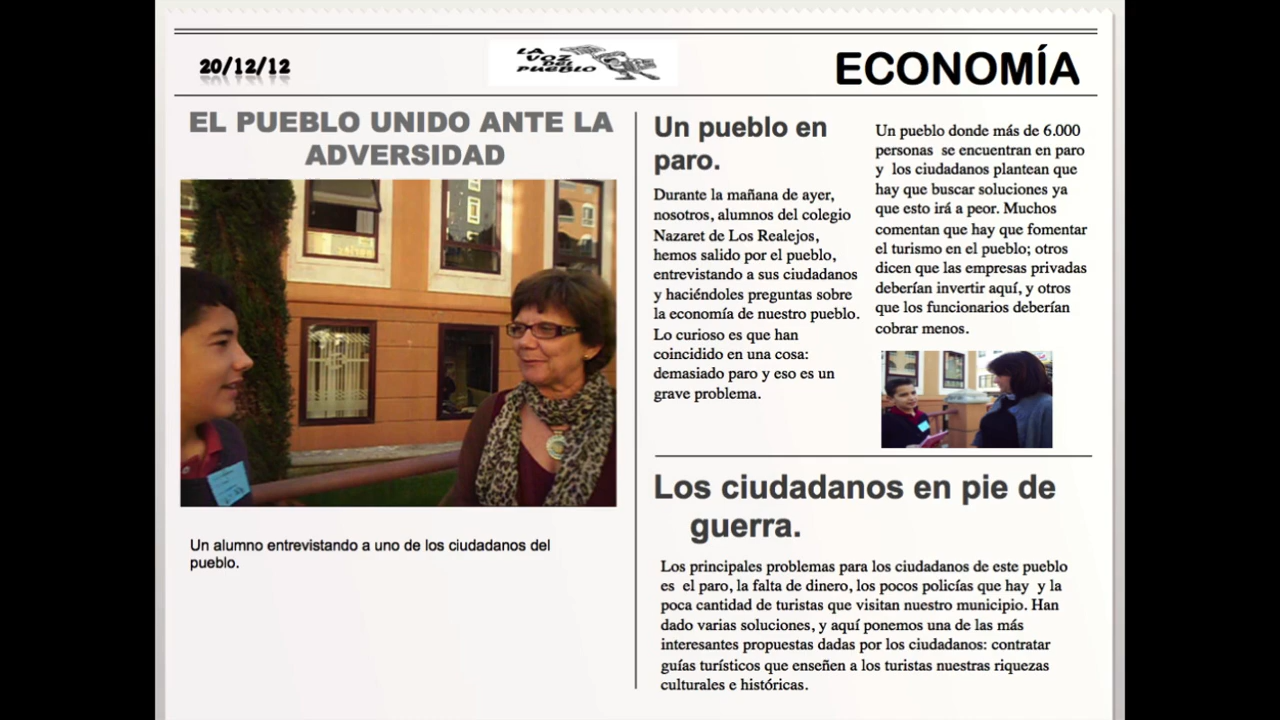 20/12/12
LA
VOZ
DEL
PUEBLO
ECONOMÍA
EL PUEBLO UNIDO ANTE LA
ADVERSIDAD
Un alumno entrevistando a uno de los ciudadanos del
pueblo.
Un pueblo en
paro.
Durante la mañana de ayer,
nosotros, alumnos del colegio
Nazaret de Los Realejos,
hemos salido por el pueblo,
entrevistando a sus ciudadanos
y haciéndoles preguntas sobre
la economía de nuestro pueblo.
Lo curioso es que han
coincidido en una cosa:
demasiado paro y eso es un
grave problema.
Un pueblo donde más de 6.000
personas se encuentran en paro
y los ciudadanos plantean que
hay que buscar soluciones ya
que esto irá a peor. Muchos
comentan que hay que fomentar
el turismo en el pueblo; otros
dicen que las empresas privadas
deberían invertir aquí, y otros
que los funcionarios deberían
cobrar menos.
Los ciudadanos en pie de
guerra.
Los principales problemas para los ciudadanos de este pueblo
es el paro, la falta de dinero, los pocos policías que hay y la
poca cantidad de turistas que visitan nuestro municipio. Han
dado varias soluciones, y aquí ponemos una de las más
interesantes propuestas dadas por los ciudadanos: contratar
guías turísticos que enseñen a los turistas nuestras riquezas
culturales e históricas.